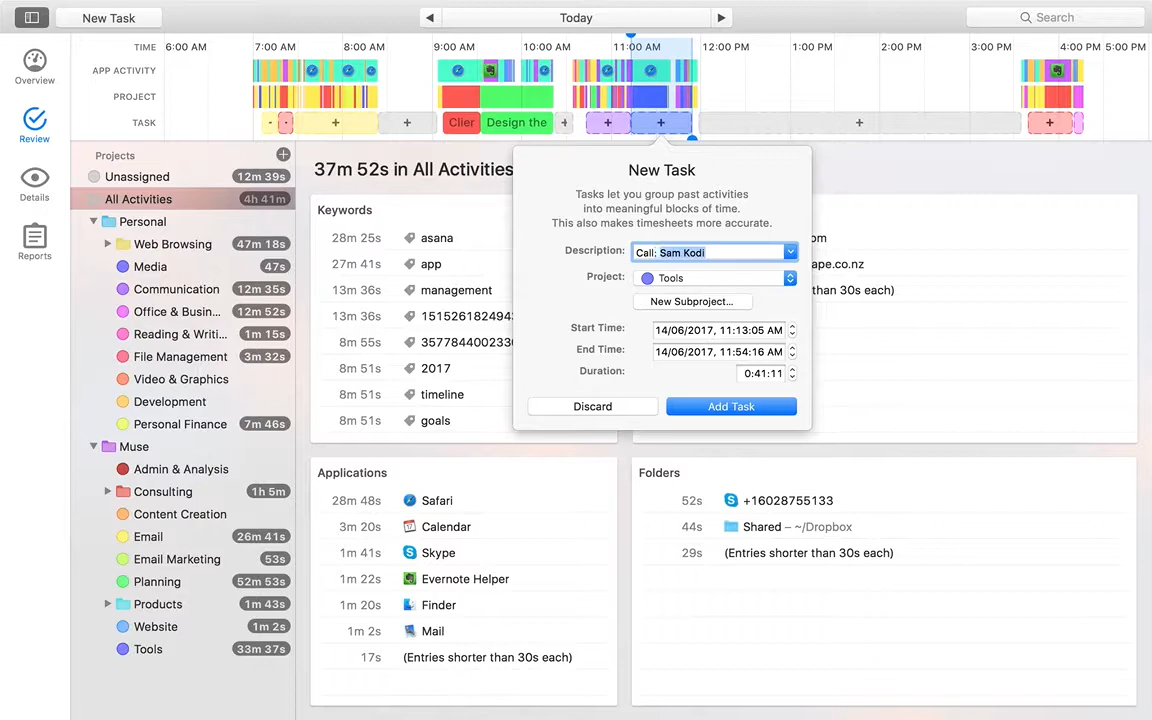 New Task
Today
Search
TIME 6:00 AM 7:00 AM 8:00 AM 9:00 AM 10:00 AM 11:00 AM 12:00 PM 1:00 PM 2:00 PM 3:00 PM 4:00 PM 5:00 PM
APP ACTIVITY
PROJECT
TASK - - + + Clier Design the + + + + +
Overview
Review
Details
Reports
Projects
Unassigned 12m 39s
All Activities 4h 41m
Personal
Web Browsing 47m 18s
Media 47s
Communication 12m 35s
Office & Busin... 12m 52s
Reading & Writi... 1m 15s
File Management 3m 32s
Video & Graphics
Development
Personal Finance 7m 46s
Muse
Admin & Analysis
Consulting 1h 5m
Content Creation
Email 26m 41s
Email Marketing 53s
Planning 52m 53s
Products 1m 43s
Website 1m 2s
Tools 33m 37s
37m 52s in All Activities
Keywords
28m 25s asana
27m 41s app
13m 36s management
13m 36s 1515261824943
8m 55s 3577844002330
8m 51s 2017
8m 51s timeline
8m 51s goals
om
ape.co.nz
than 30s each)
New Task
Tasks let you group past activities
into meaningful blocks of time.
This also makes timesheets more accurate.
Description: Call: Sam Kodi
Project: Tools
New Subproject...
Start Time: 14/06/2017, 11:13:05 AM
End Time: 14/06/2017, 11:54:16 AM
Duration: 0:41:11
Discard
Add Task
Applications
28m 48s Safari
3m 20s Calendar
1m 41s Skype
1m 22s Evernote Helper
1m 20s Finder
1m 2s Mail
17s (Entries shorter than 30s each)
Folders
52s +16028755133
44s Shared – ~/Dropbox
29s (Entries shorter than 30s each)